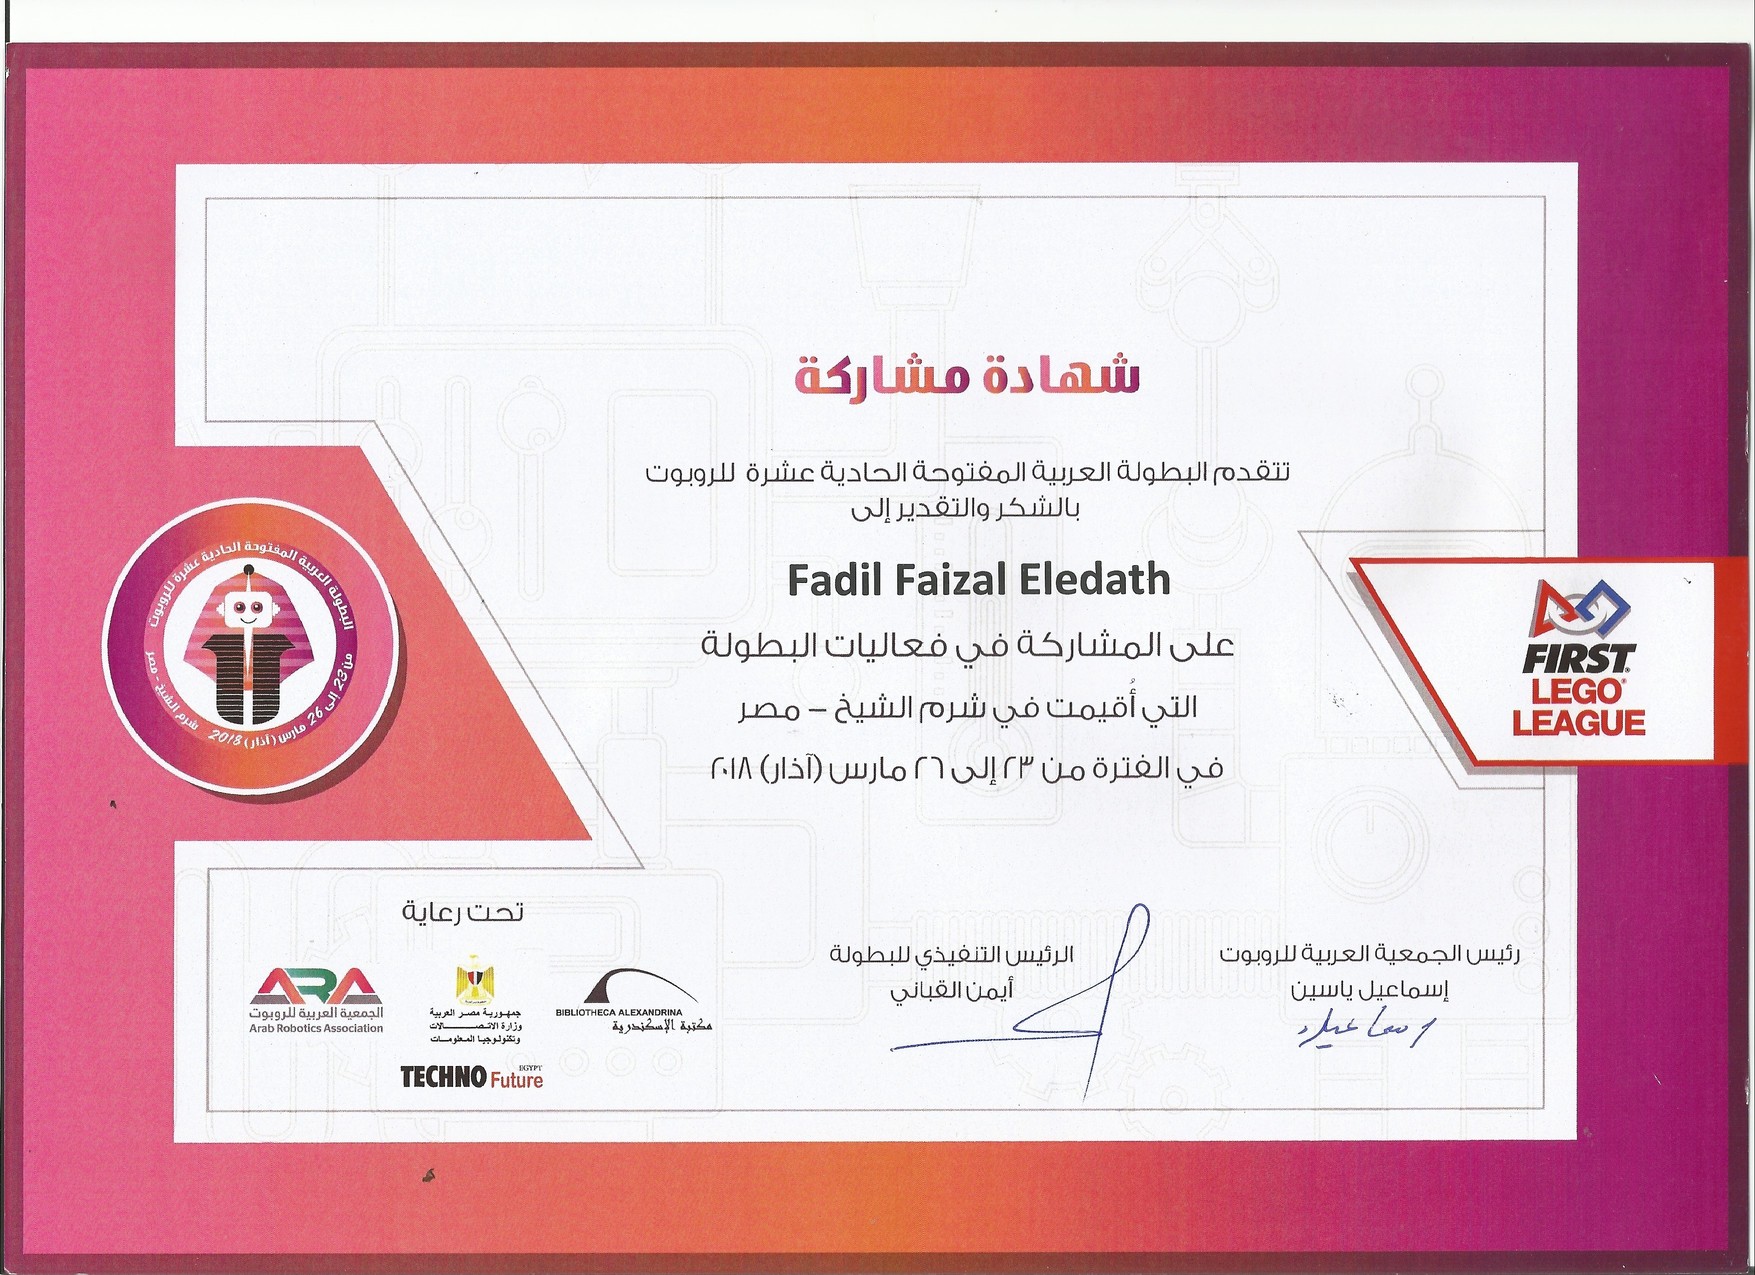 شهادة مشاركة
تتقدم البطولة العربية المفتوحة الحادية عشرة للروبوت
بالشكر والتقدير إلى
Fadil Faizal Eledath
على المشاركة في فعاليات البطولة
التي أُقيمت في شرم الشيخ – مصر
في الفترة من ٢٣ إلى ٢٦ مارس (آذار) ٢٠١٨
البطولة العربية المفتوحة الحادية عشرة للروبوت
من 23 إلى 26 مارس (آذار) 2018 شرم الشيخ - مصر
FIRST®
LEGO®
LEAGUE
رئيس الجمعية العربية للروبوت
إسماعيل ياسين
اسماعيل
الرئيس التنفيذي للبطولة
أيمن القباني
تحت رعاية
ARA
الجمعية العربية للروبوت
Arab Robotics Association
جمهورية مصر العربية
وزارة الاتصالات
وتكنولوجيا المعلومات
BIBLIOTHECA ALEXANDRINA
مكتبة الإسكندرية
TECHNO Future EGYPT